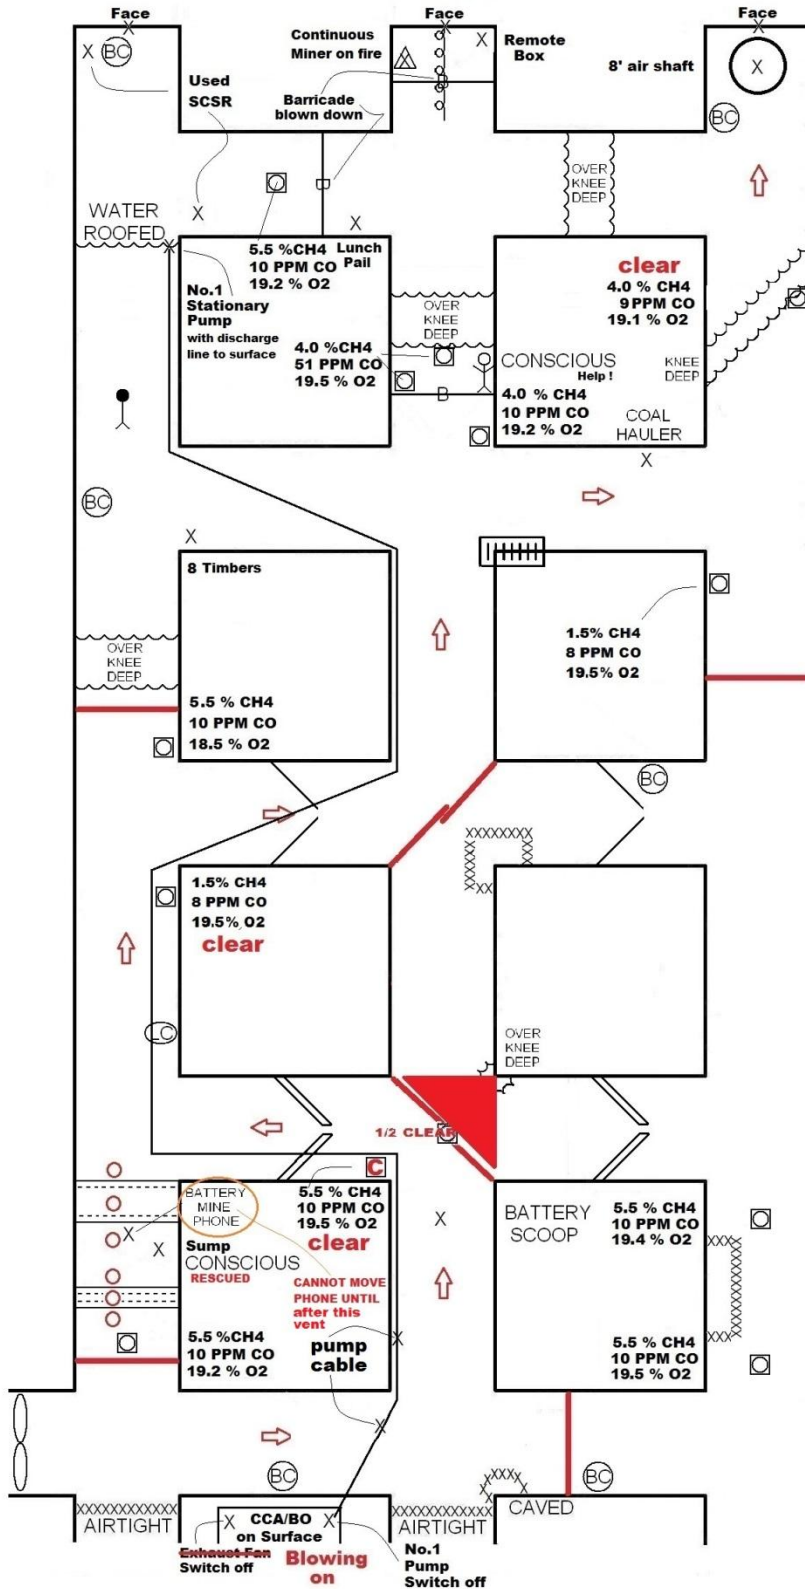 Face
Face
Face
BC
Continuous
Miner on fire
Remote
Box
8' air shaft
Used
SCSR
Barricade
blown down
BC
WATER
ROOFED
OVER
KNEE
DEEP
5.5 %CH4
10 PPM CO
19.2 % O2
Lunch
Pail
clear
4.0 % CH4
9 PPM CO
19.1 % O2
No.1
Stationary
Pump
with discharge
line to surface
OVER
KNEE
DEEP
4.0 %CH4
51 PPM CO
19.5 % O2
CONSCIOUS
Help !
KNEE
DEEP
4.0 % CH4
10 PPM CO
19.2 % O2
B
COAL
HAULER
BC
8 Timbers
1.5% CH4
8 PPM CO
19.5% O2
OVER
KNEE
DEEP
5.5 % CH4
10 PPM CO
18.5 % O2
BC
1.5% CH4
8 PPM CO
19.5% O2
clear
LC
OVER
KNEE
DEEP
1/2 CLEAR
C
BATTERY
MINE
PHONE
5.5 % CH4
10 PPM CO
19.5 % O2
clear
BATTERY
SCOOP
5.5 % CH4
10 PPM CO
19.4 % O2
Sump
CONSCIOUS
RESCUED
CANNOT MOVE
PHONE UNTIL
after this
vent
5.5 %CH4
10 PPM CO
19.2 % O2
pump
cable
5.5 % CH4
10 PPM CO
19.5 % O2
BC
BC
AIRTIGHT
CCA/BO
on Surface
AIRTIGHT
CAVED
Exhaust Fan
Switch off
Blowing
on
No.1
Pump
Switch off